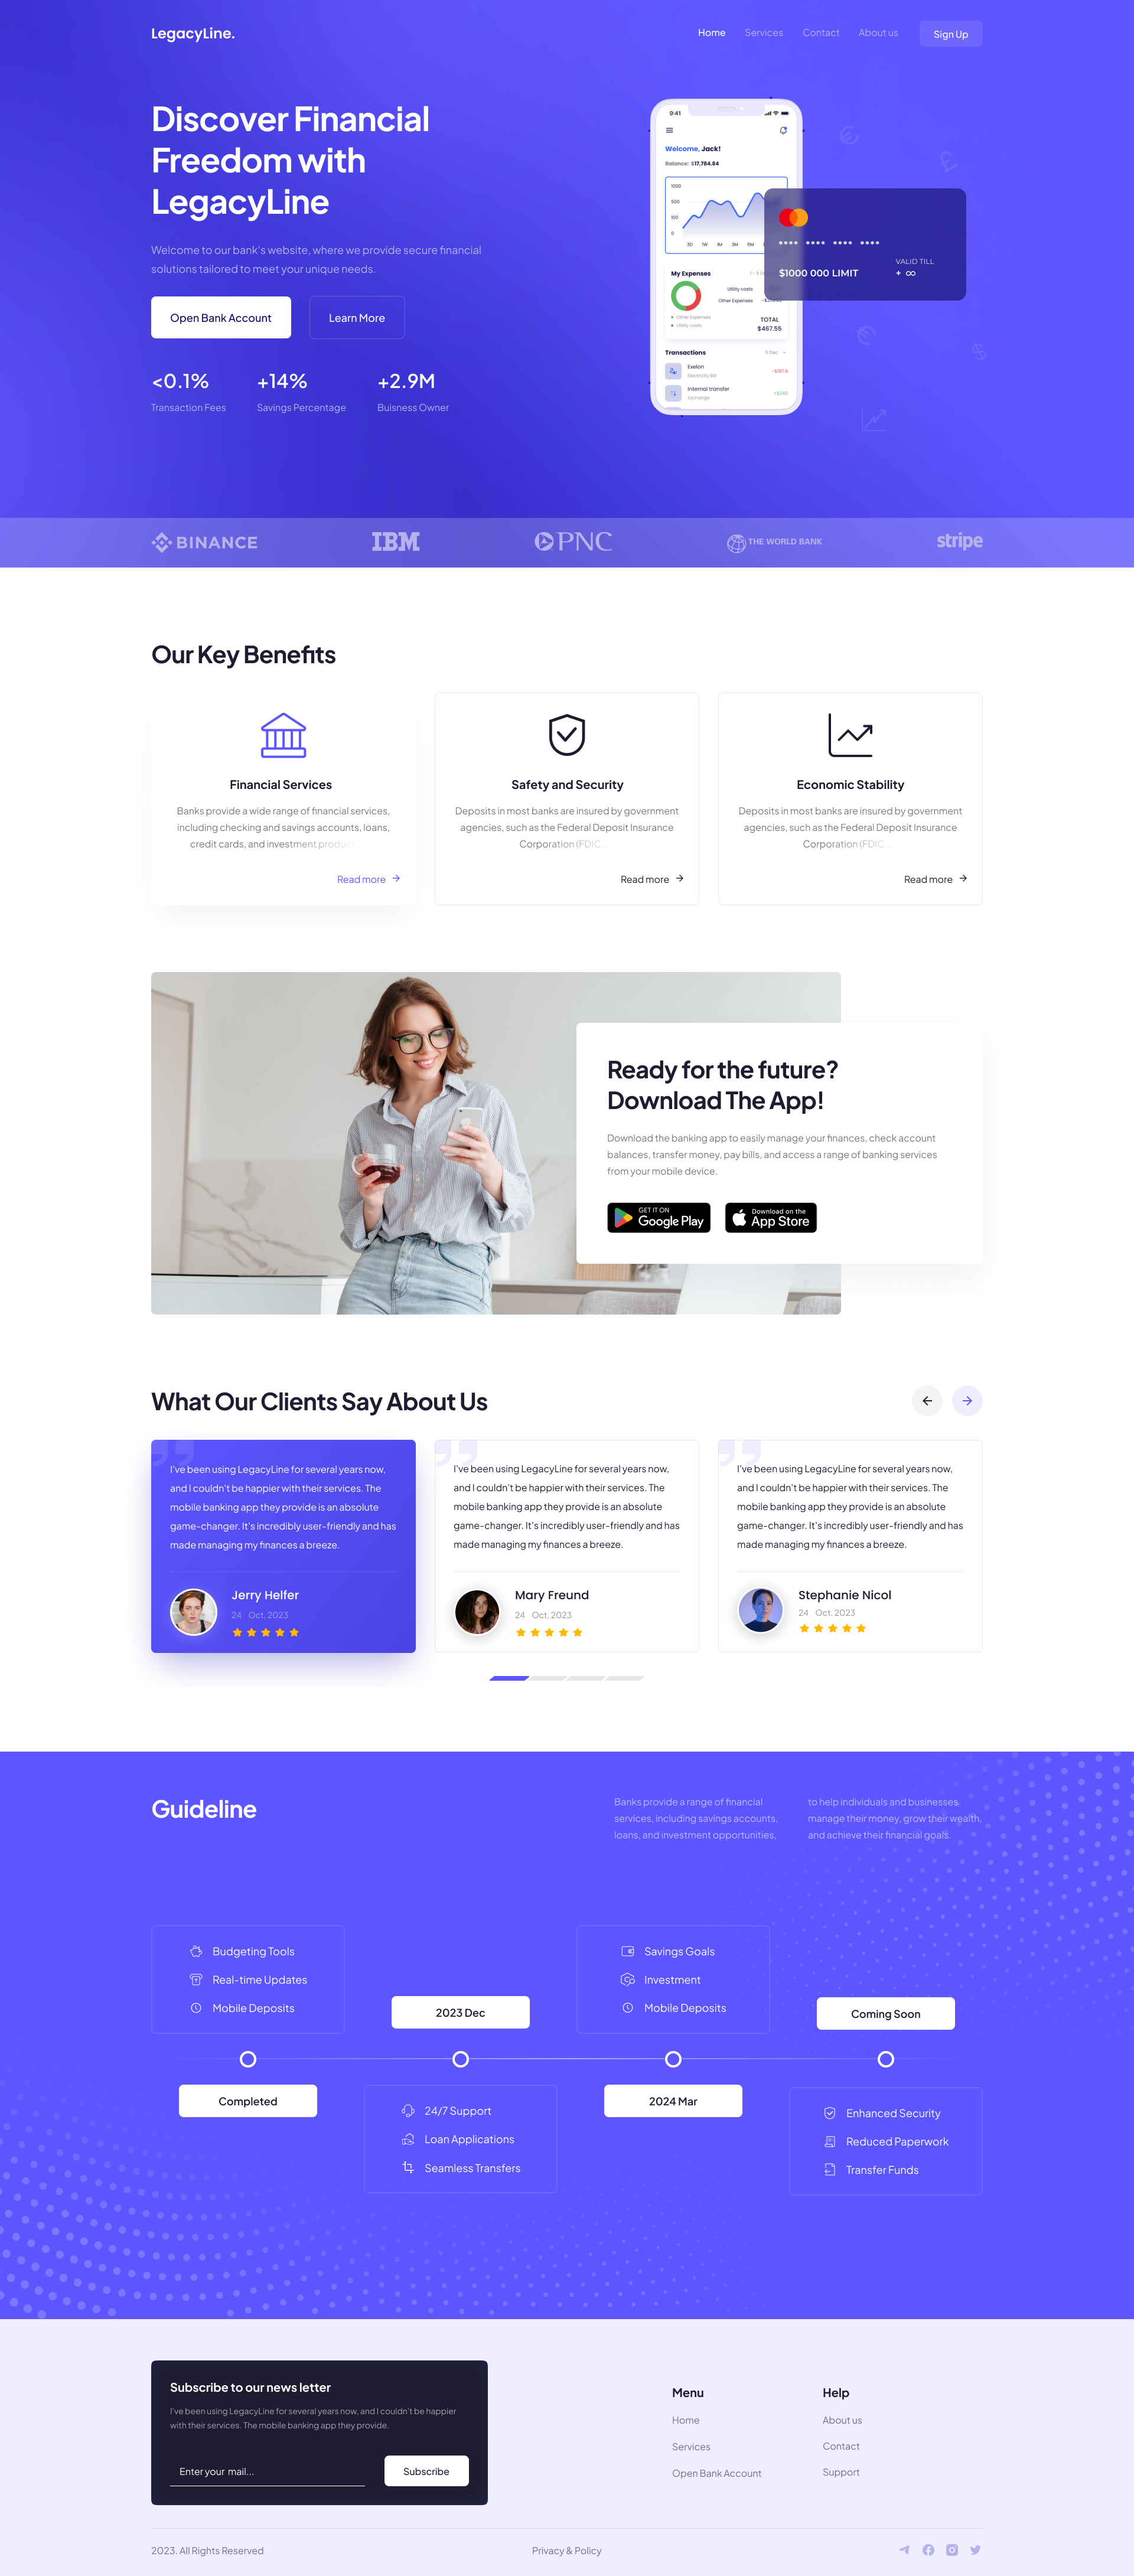 LegacyLine.
Home
Services
Contact
About us
Sign Up
Discover Financial
Freedom with
LegacyLine
Welcome to our bank's website, where we provide secure financial
solutions tailored to meet your unique needs.
Open Bank Account
Learn More
<0.1%
Transaction Fees
+14%
Savings Percentage
+2.9M
Buisness Owner
9:41
Welcome, Jack!
Balance: $17,784.84
1000
500
100
0
3D 1W 1M 3M 6M
My Expenses
Utility costs
Other Expenses
Other Expenses
Utility costs
TOTAL
$467.55
Transactions
5 Dec
Exelon
Electricity Bill
-$187.9
Internal transfer
Exchange
+$240
**** **** **** ****
VALID TILL
$1000 000 LIMIT
+ ∞
BINANCE
IBM
PNC
THE WORLD BANK
stripe
Our Key Benefits
Financial Services
Banks provide a wide range of financial services,
including checking and savings accounts, loans,
credit cards, and investment produc
Read more
Safety and Security
Deposits in most banks are insured by government
agencies, such as the Federal Deposit Insurance
Corporation (FDIC
Read more
Economic Stability
Deposits in most banks are insured by government
agencies, such as the Federal Deposit Insurance
Corporation (FDIC
Read more
Ready for the future?
Download The App!
Download the banking app to easily manage your finances, check account
balances, transfer money, pay bills, and access a range of banking services
from your mobile device.
GET IT ON
Google Play
Download on the
App Store
What Our Clients Say About Us
I've been using LegacyLine for several years now,
and I couldn't be happier with their services. The
mobile banking app they provide is an absolute
game-changer. It's incredibly user-friendly and has
made managing my finances a breeze.
Jerry Helfer
24 Oct, 2023
I've been using LegacyLine for several years now,
and I couldn't be happier with their services. The
mobile banking app they provide is an absolute
game-changer. It's incredibly user-friendly and has
made managing my finances a breeze.
Mary Freund
24 Oct, 2023
I've been using LegacyLine for several years now,
and I couldn't be happier with their services. The
mobile banking app they provide is an absolute
game-changer. It's incredibly user-friendly and has
made managing my finances a breeze.
Stephanie Nicol
24 Oct, 2023
Guideline
Banks provide a range of financial
services, including savings accounts,
loans, and investment opportunities,
to help individuals and businesses
manage their money, grow their wealth,
and achieve their financial goals.
Budgeting Tools
Real-time Updates
Mobile Deposits
Completed
2023 Dec
24/7 Support
Loan Applications
Seamless Transfers
Savings Goals
Investment
Mobile Deposits
2024 Mar
Coming Soon
Enhanced Security
Reduced Paperwork
Transfer Funds
Subscribe to our news letter
I've been using LegacyLine for several years now, and I couldn't be happier
with their services. The mobile banking app they provide.
Enter your mail...
Subscribe
Menu
Home
Services
Open Bank Account
Help
About us
Contact
Support
2023. All Rights Reserved
Privacy & Policy